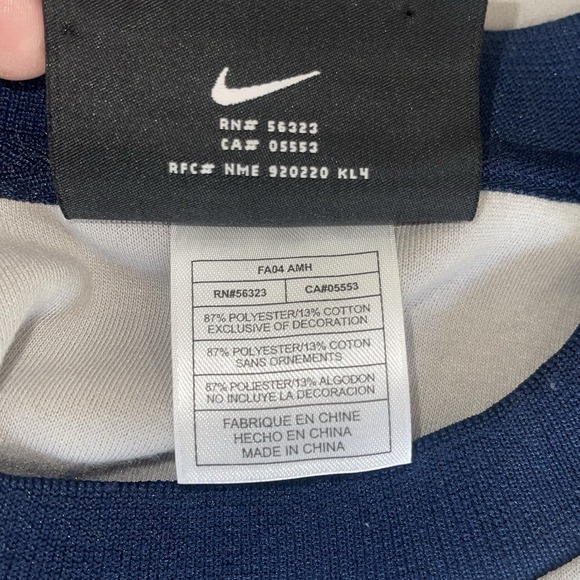 RN# 56323
CA# 05553
RFC# NME 920220 KL4
FA04 AMH
RN#56323 CA#05553
87% POLYESTER/13% COTTON
EXCLUSIVE OF DECORATION
87% POLYESTER/13% COTON
SANS ORNEMENTS
87% POLIESTER/13% ALGODON
NO INCLUYE LA DECORACION
FABRIQUE EN CHINE
HECHO EN CHINA
MADE IN CHINA